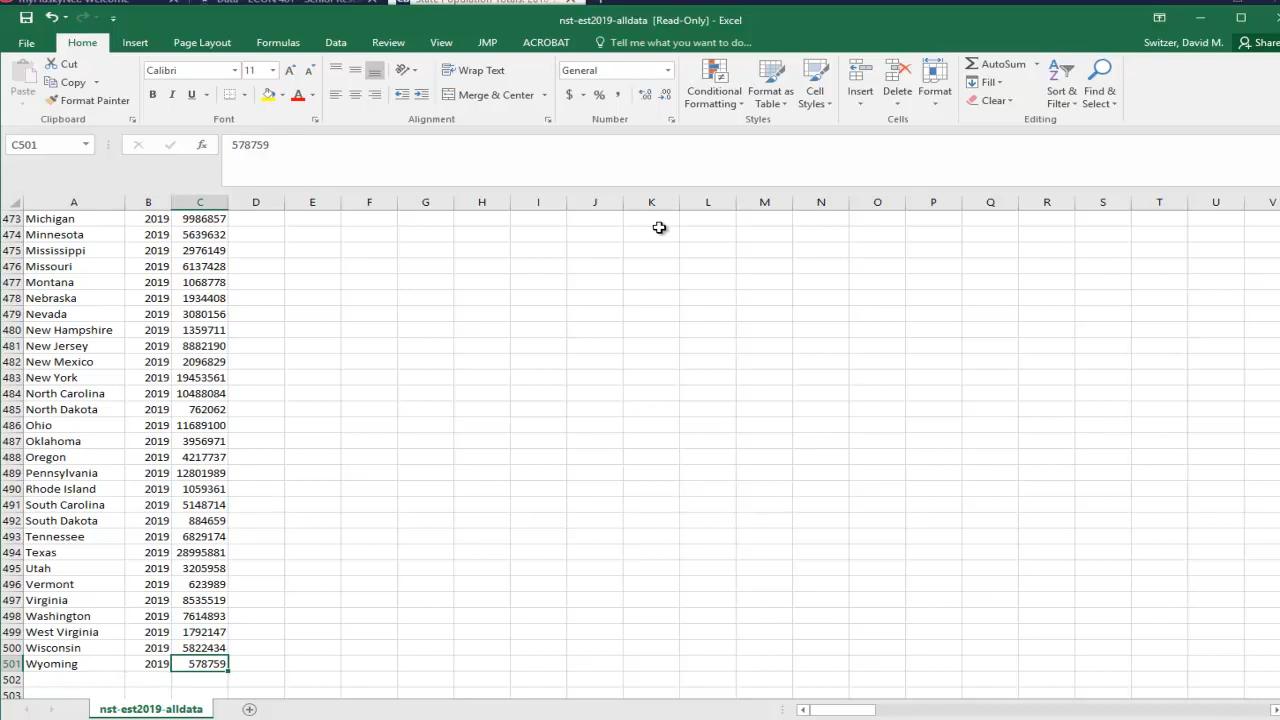 nst-est2019-alldata [Read-Only] - Excel
File Home Insert Page Layout Formulas Data Review View JMP ACROBAT Tell me what you want to do... Switzer, David M. Share
Cut Calibri 11 Wrap Text General AutoSum
Copy Fill
Paste Format Painter B I U Merge & Center $ % , Conditional Formatting Format as Table Cell Styles Insert Delete Format Clear Sort & Filter Find & Select
Clipboard Font Alignment Number Styles Cells Editing
C501 fx 578759
A B C D E F G H I J K L M N O P Q R S T U V
473 Michigan 2019 9986857
474 Minnesota 2019 5639632
475 Mississippi 2019 2976149
476 Missouri 2019 6137428
477 Montana 2019 1068778
478 Nebraska 2019 1934408
479 Nevada 2019 3080156
480 New Hampshire 2019 1359711
481 New Jersey 2019 8882190
482 New Mexico 2019 2096829
483 New York 2019 19453561
484 North Carolina 2019 10488084
485 North Dakota 2019 762062
486 Ohio 2019 11689100
487 Oklahoma 2019 3956971
488 Oregon 2019 4217737
489 Pennsylvania 2019 12801989
490 Rhode Island 2019 1059361
491 South Carolina 2019 5148714
492 South Dakota 2019 884659
493 Tennessee 2019 6829174
494 Texas 2019 28995881
495 Utah 2019 3205958
496 Vermont 2019 623989
497 Virginia 2019 8535519
498 Washington 2019 7614893
499 West Virginia 2019 1792147
500 Wisconsin 2019 5822434
501 Wyoming 2019 578759
502
503
nst-est2019-alldata